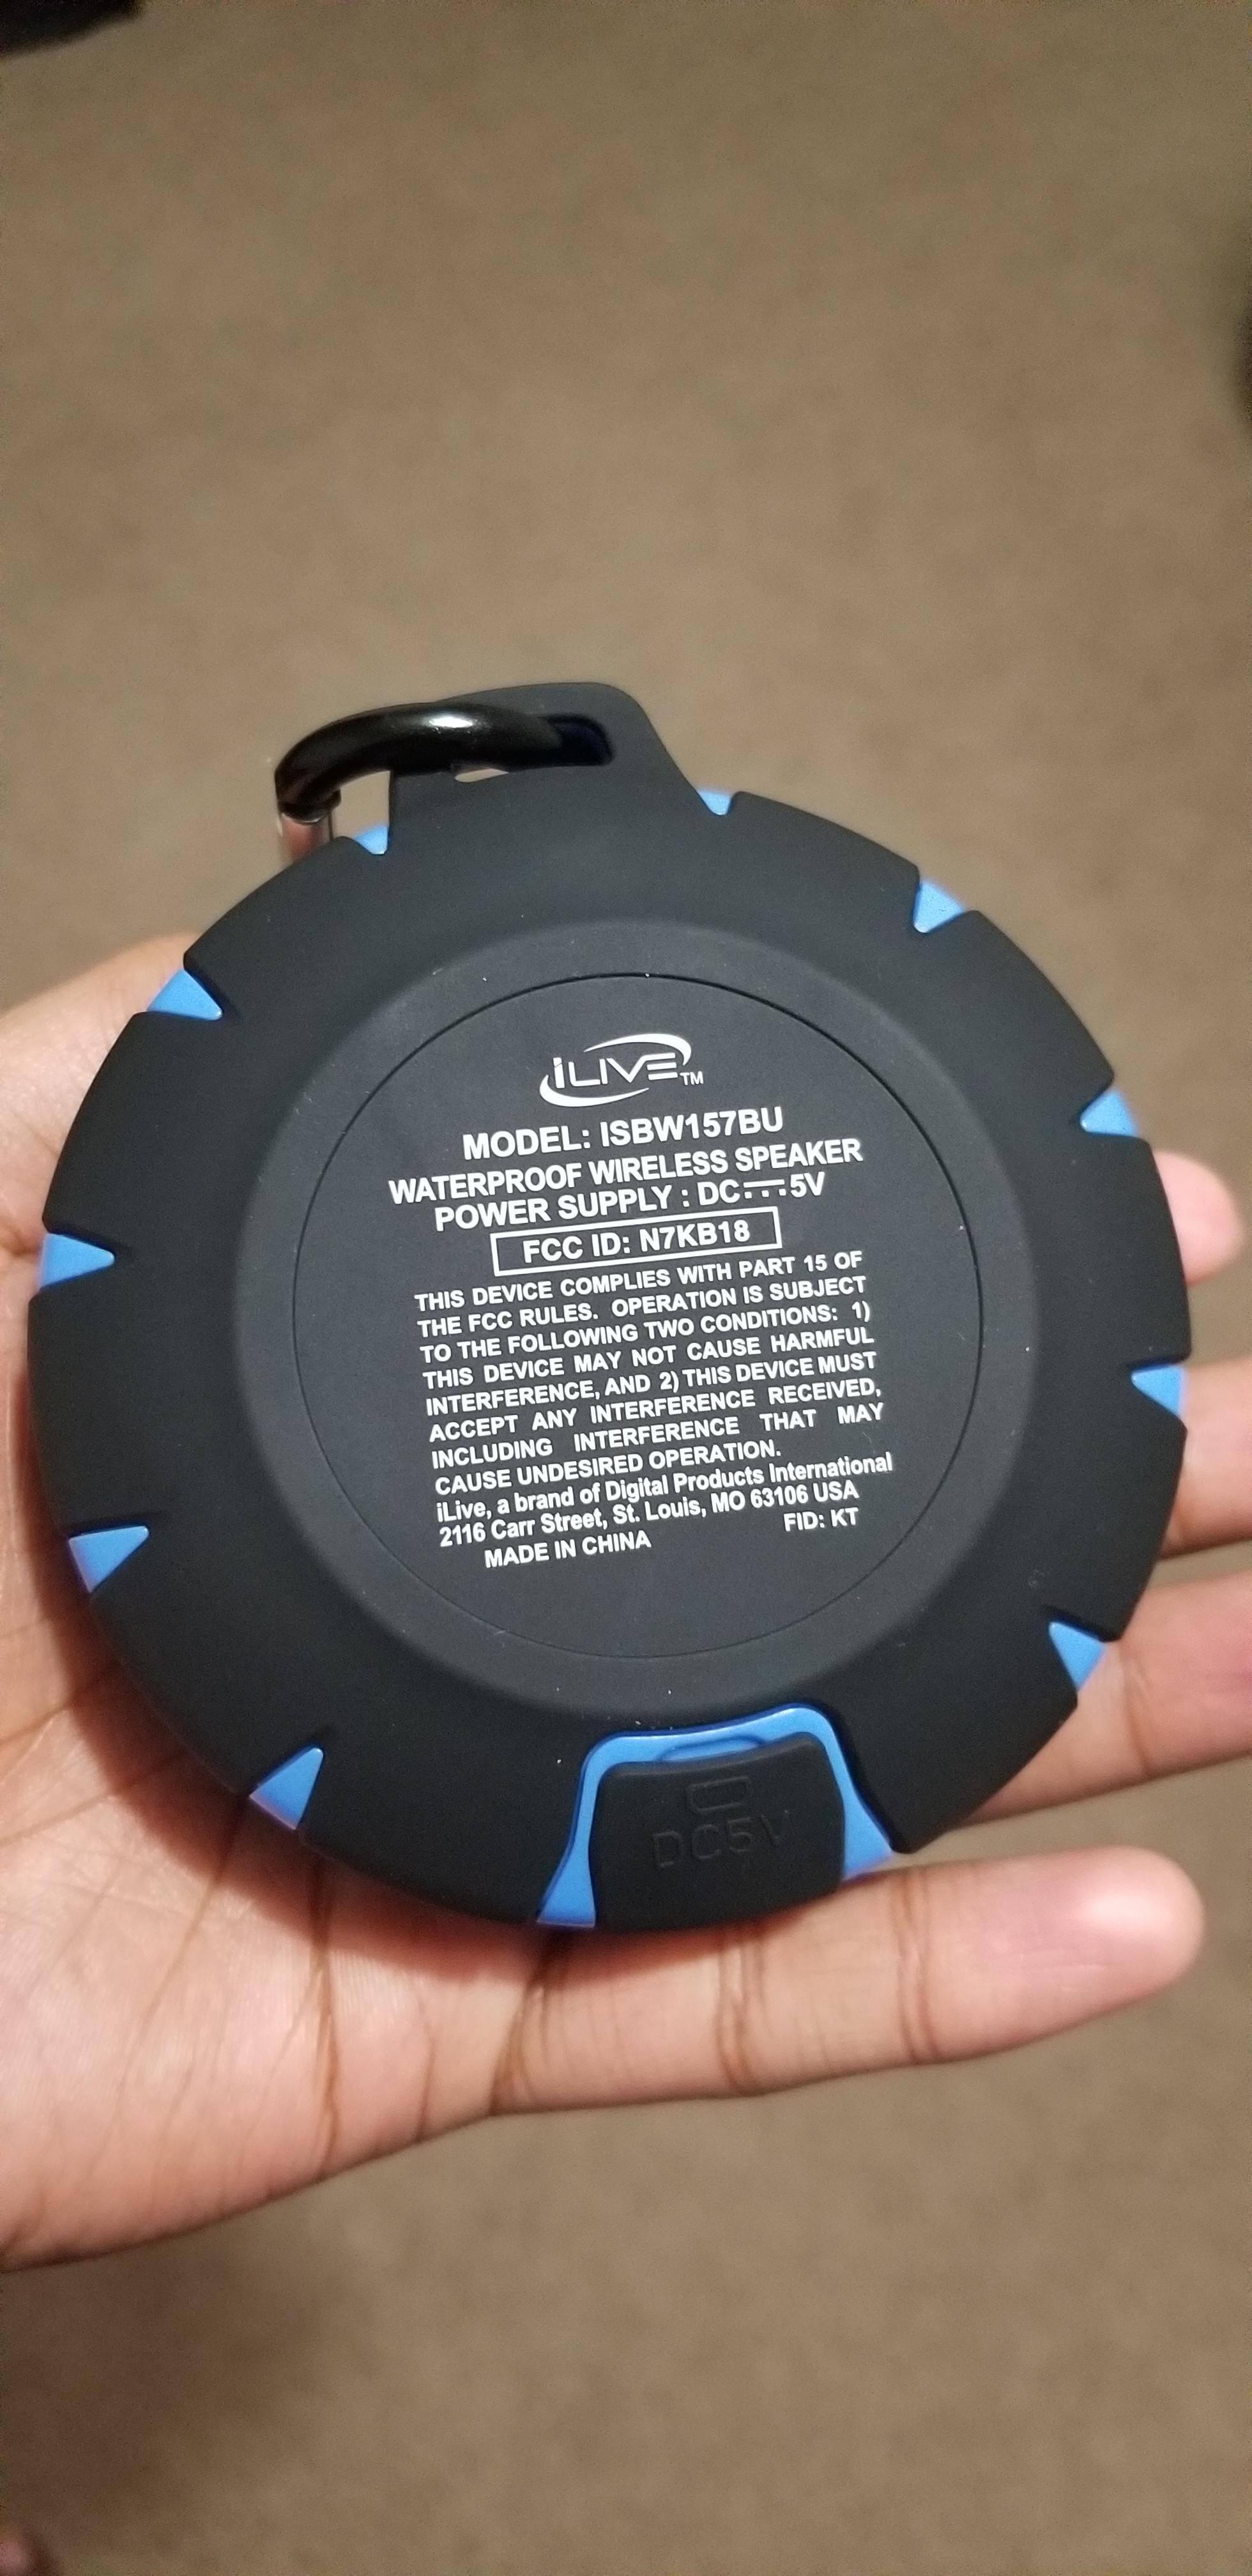 iLIVE™
MODEL: ISBW157BU
WATERPROOF WIRELESS SPEAKER
POWER SUPPLY : DC⎓5V
FCC ID: N7KB18
THIS DEVICE COMPLIES WITH PART 15 OF
THE FCC RULES. OPERATION IS SUBJECT
TO THE FOLLOWING TWO CONDITIONS: 1)
THIS DEVICE MAY NOT CAUSE HARMFUL
INTERFERENCE, AND 2) THIS DEVICE MUST
ACCEPT ANY INTERFERENCE RECEIVED,
INCLUDING INTERFERENCE THAT MAY
CAUSE UNDESIRED OPERATION.
iLive, a brand of Digital Products International
2116 Carr Street, St. Louis, MO 63106 USA
MADE IN CHINA FID: KT
DC5V